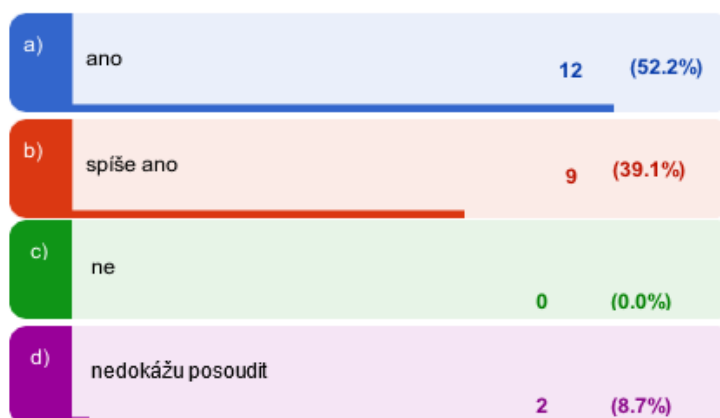 a) ano 12 (52.2%)
b) spíše ano 9 (39.1%)
c) ne 0 (0.0%)
d) nedokážu posoudit 2 (8.7%)